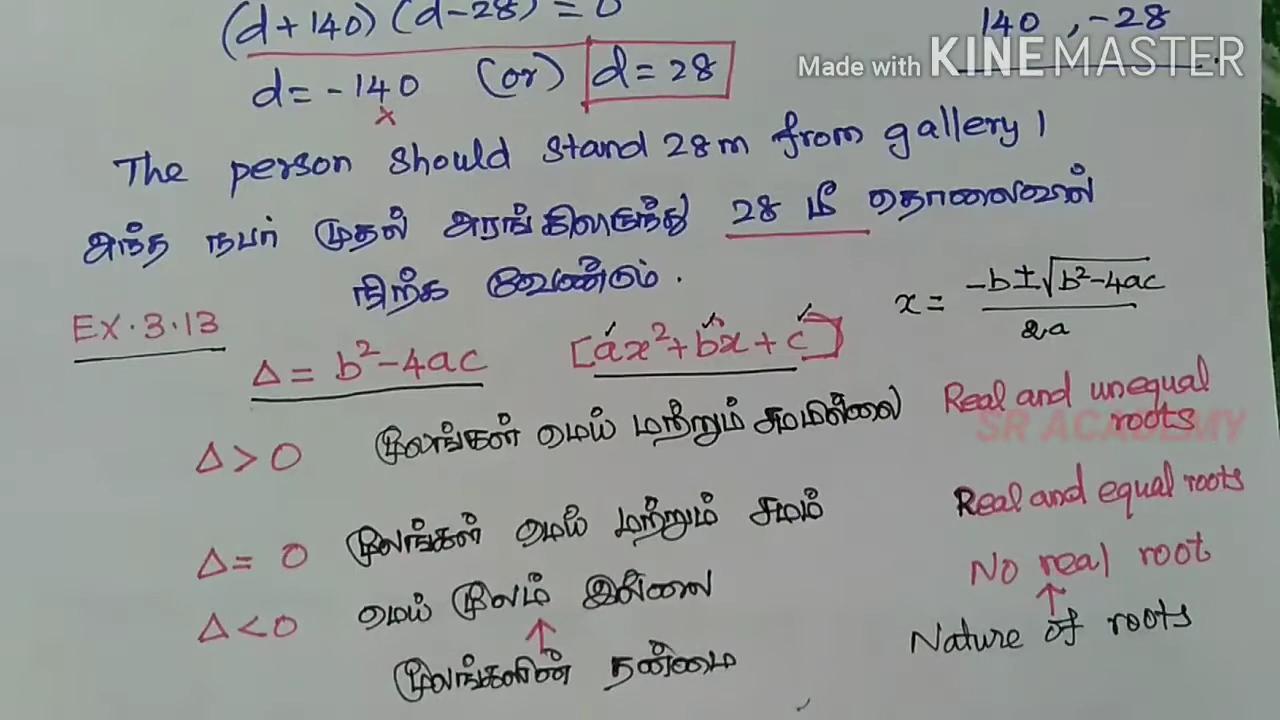 (d+140) (d-28) = 0
140 , -28
Made with KINEMASTER
d = -140 (or) d = 28
x
The person should stand 28m from gallery 1
அந்த நபர் முதல் அரங்கிலிருந்து 28 மீ தொலைவில்
நிற்க வேண்டும்.
x = -b±√b²-4ac / 2a
EX.3.13
Δ = b²-4ac [ax²+bx+c]
Δ>0 மூலங்கள் மெய் மற்றும் சமமில்லை Real and unequal roots
SR ACADEMY
Δ=0 மூலங்கள் மெய் மற்றும் சமம் Real and equal roots
Δ<0 மெய் மூலம் இல்லை No real root
மூலங்களின் தன்மை Nature of roots